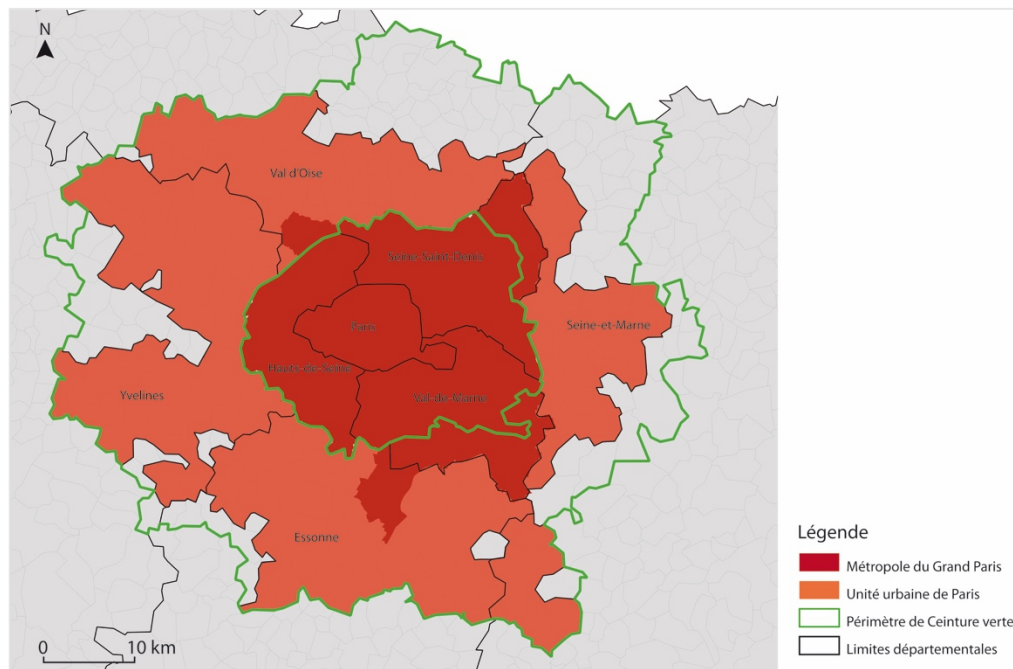 N
Val d'Oise
Seine-Saint-Denis
Paris
Seine-et-Marne
Hauts-de-Seine
Yvelines
Val-de-Marne
Essonne
0 10 km
Légende
Métropole du Grand Paris
Unité urbaine de Paris
Périmètre de Ceinture verte
Limites départementales